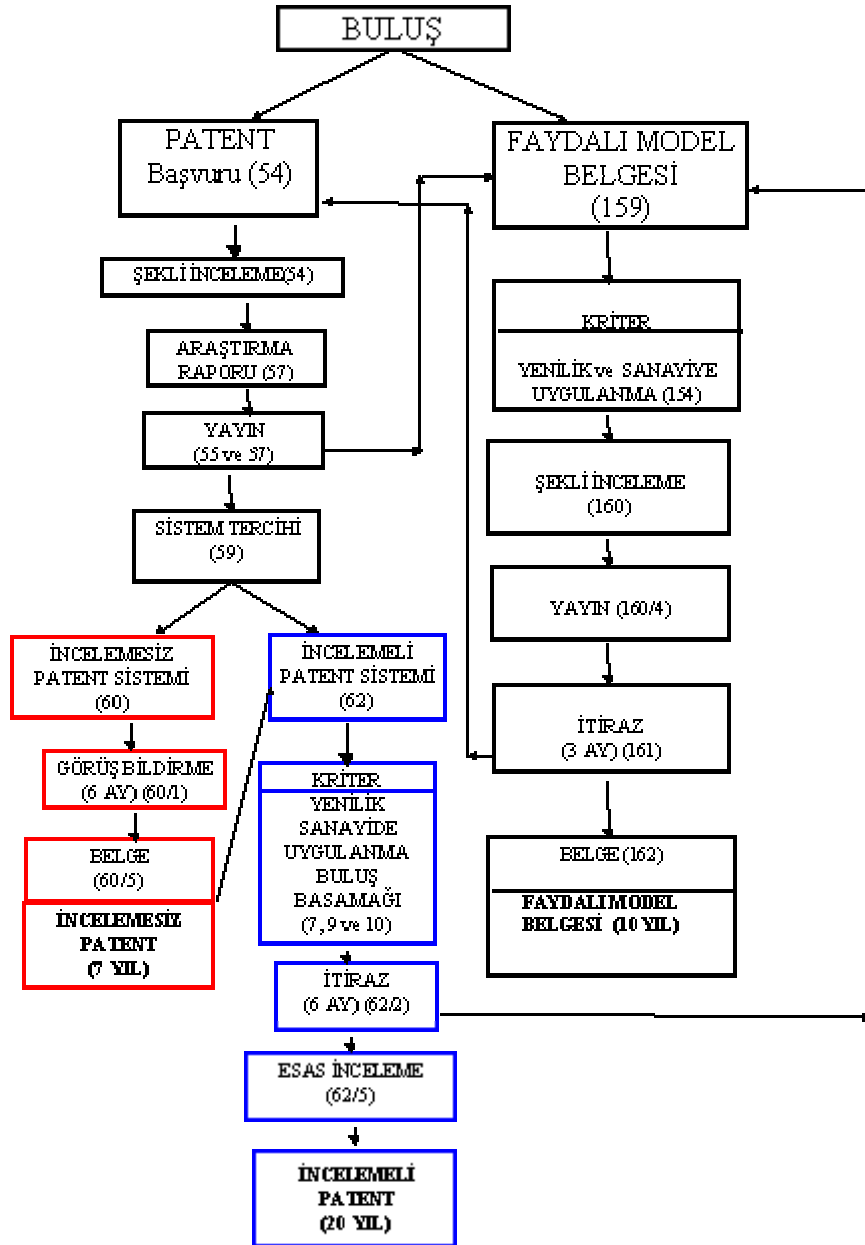 BULUŞ
PATENT
Başvuru (54)
ŞEKLİ İNCELEME(54)
ARAŞTIRMA
RAPORU (57)
YAYIN
(55 ve 57)
SİSTEM TERCİHİ
(59)
İNCELEMESİZ
PATENT SİSTEMİ
(60)
GÖRÜŞ BİLDİRME
(6 AY) (60/1)
BELGE
(60/5)
İNCELEMESİZ
PATENT
(7 YIL)
İNCELEMELİ
PATENT SİSTEMİ
(62)
KRİTER
YENİLİK
SANAYİDE
UYGULANMA
BULUŞ
BASAMAĞI
(7, 9 ve 10)
İTİRAZ
(6 AY) (62/2)
ESAS İNCELEME
(62/5)
İNCELEMELİ
PATENT
(20 YIL)
FAYDALI MODEL
BELGESİ
(159)
KRİTER
YENİLİK ve SANAYİYE
UYGULANMA (154)
ŞEKLİ İNCELEME
(160)
YAYIN (160/4)
İTİRAZ
(3 AY) (161)
BELGE (162)
FAYDALI MODEL
BELGESİ (10 YIL)